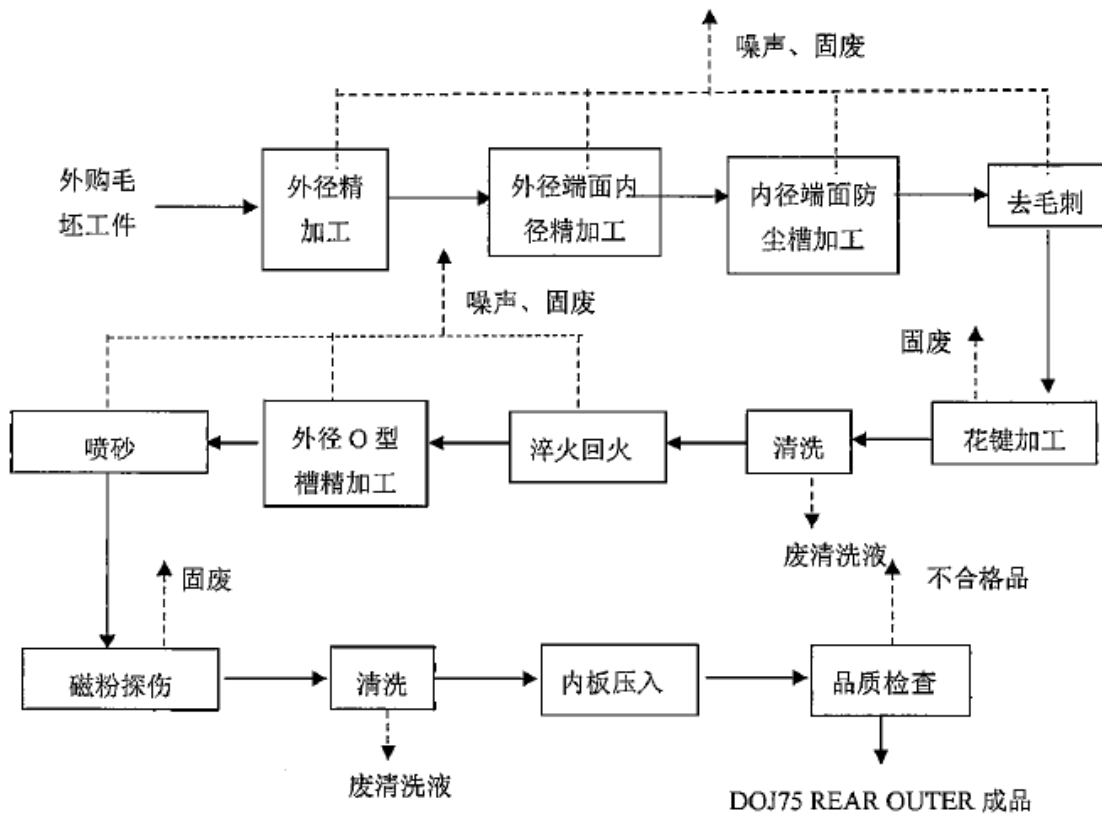 噪声、固废
外购毛
坯工件
外径精
加工
外径端面内
径精加工
内径端面防
尘槽加工
去毛刺
噪声、固废
固废
喷砂
外径 O 型
槽精加工
淬火回火
清洗
花键加工
废清洗液
固废
不合格品
磁粉探伤
清洗
内板压入
品质检查
废清洗液
DOJ75 REAR OUTER 成品